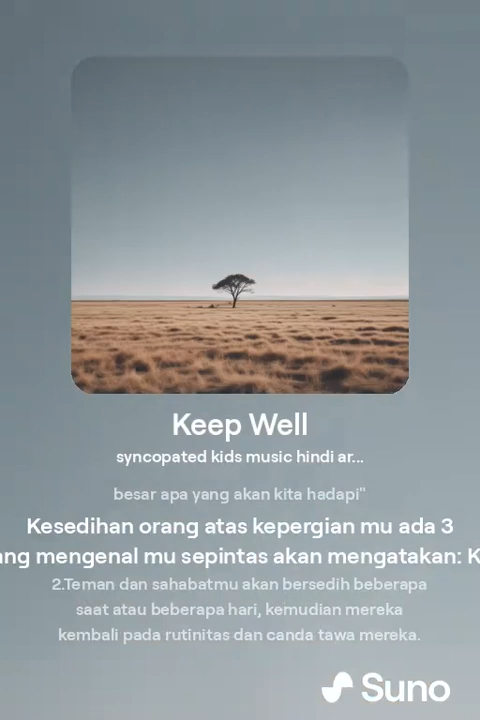 Keep Well
syncopated kids music hindi ar...
besar apa yang akan kita hadapi"
Kesedihan orang atas kepergian mu ada 3
ang mengenal mu sepintas akan mengatakan: K
2.Teman dan sahabatmu akan bersedih beberapa
saat atau beberapa hari, kemudian mereka
kembali pada rutinitas dan canda tawa mereka.
Suno